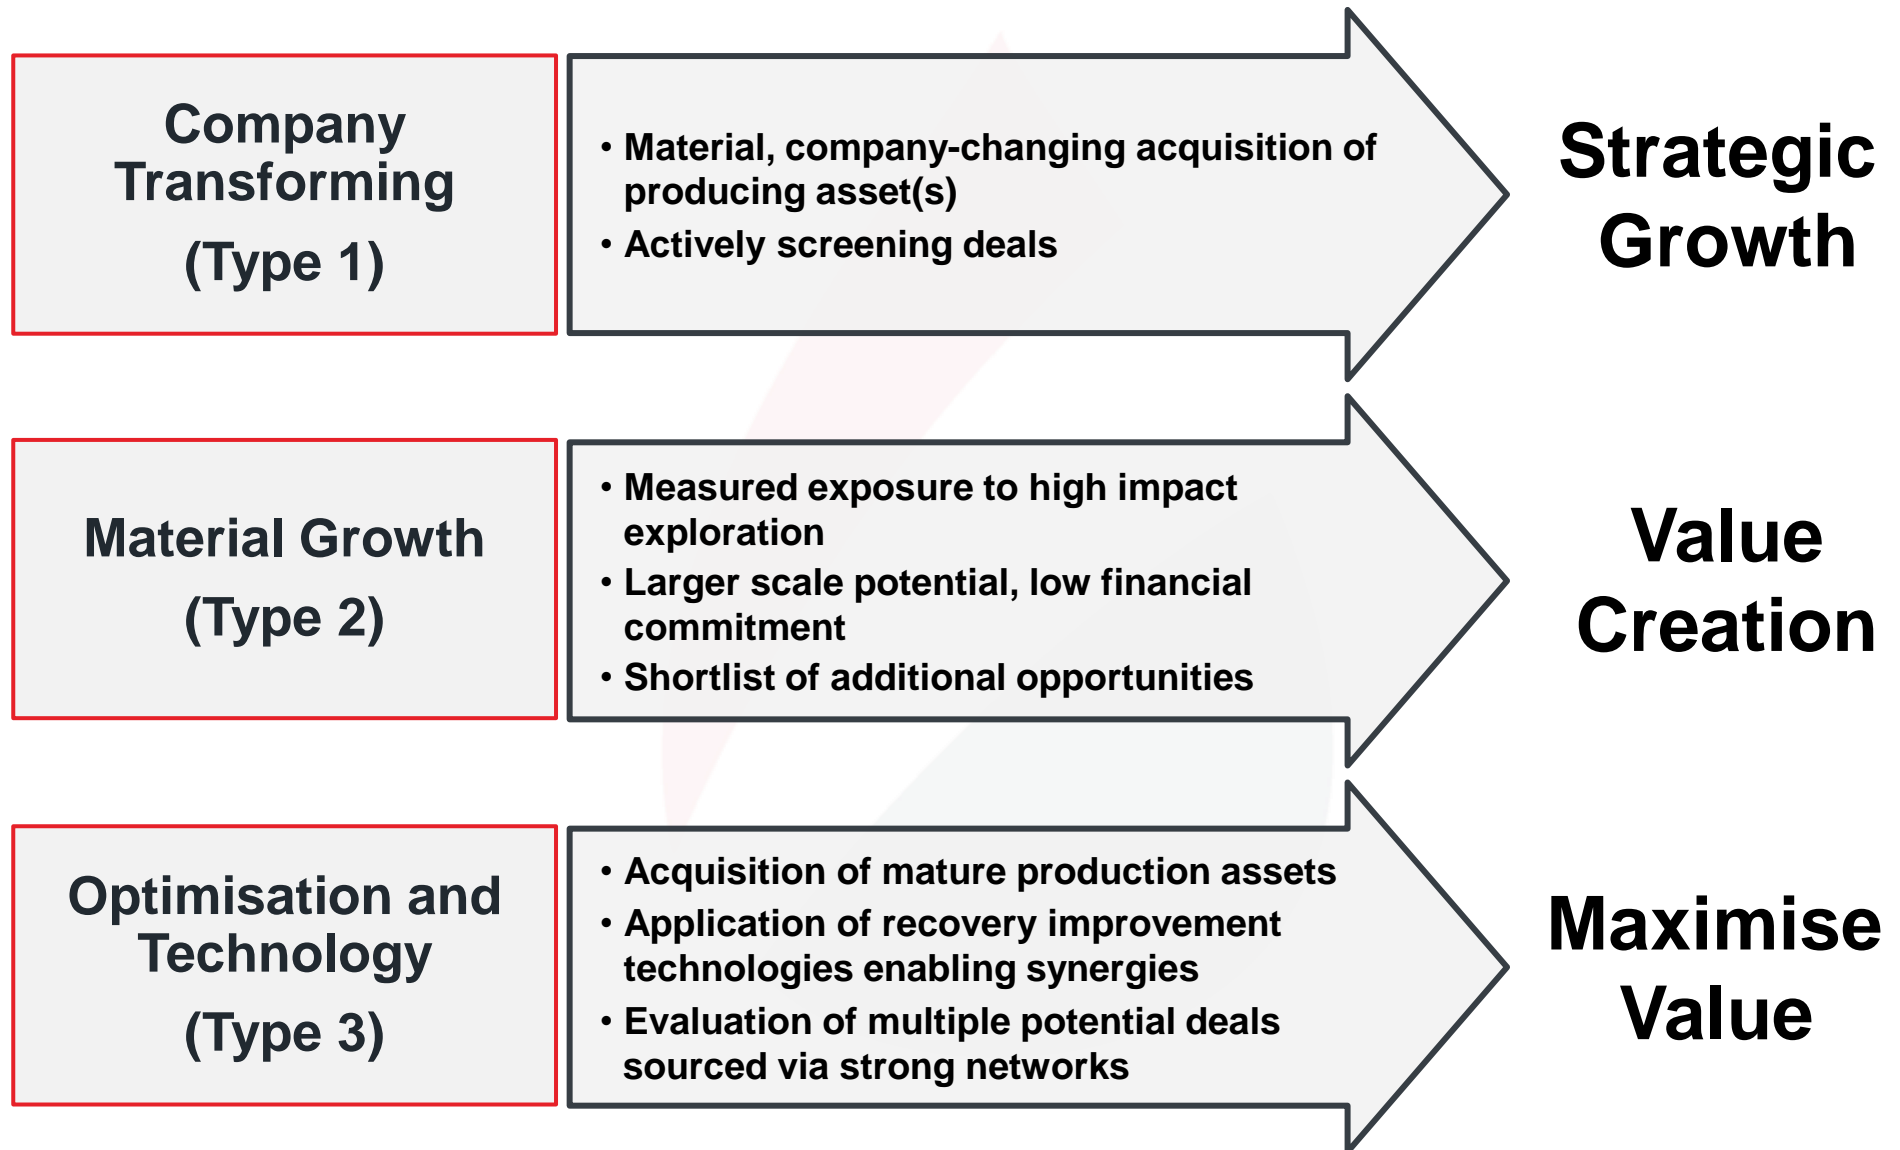 Company
Transforming
(Type 1)
• Material, company-changing acquisition of
producing asset(s)
• Actively screening deals
Strategic
Growth
Material Growth
(Type 2)
• Measured exposure to high impact
exploration
• Larger scale potential, low financial
commitment
• Shortlist of additional opportunities
Value
Creation
Optimisation and
Technology
(Type 3)
• Acquisition of mature production assets
• Application of recovery improvement
technologies enabling synergies
• Evaluation of multiple potential deals
sourced via strong networks
Maximise
Value